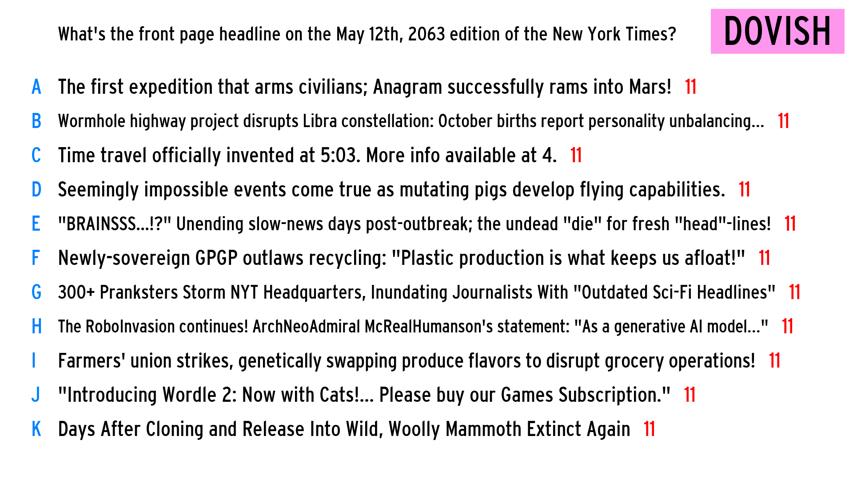 What's the front page headline on the May 12th, 2063 edition of the New York Times?
DOVISH
A The first expedition that arms civilians; Anagram successfully rams into Mars! 11
B Wormhole highway project disrupts Libra constellation: October births report personality unbalancing... 11
C Time travel officially invented at 5:03. More info available at 4. 11
D Seemingly impossible events come true as mutating pigs develop flying capabilities. 11
E "BRAINSSS...!?" Unending slow-news days post-outbreak; the undead "die" for fresh "head"-lines! 11
F Newly-sovereign GPGP outlaws recycling: "Plastic production is what keeps us afloat!" 11
G 300+ Pranksters Storm NYT Headquarters, Inundating Journalists With "Outdated Sci-Fi Headlines" 11
H The RoboInvasion continues! ArchNeoAdmiral McRealHumanson's statement: "As a generative AI model..." 11
I Farmers' union strikes, genetically swapping produce flavors to disrupt grocery operations! 11
J "Introducing Wordle 2: Now with Cats!... Please buy our Games Subscription." 11
K Days After Cloning and Release Into Wild, Woolly Mammoth Extinct Again 11